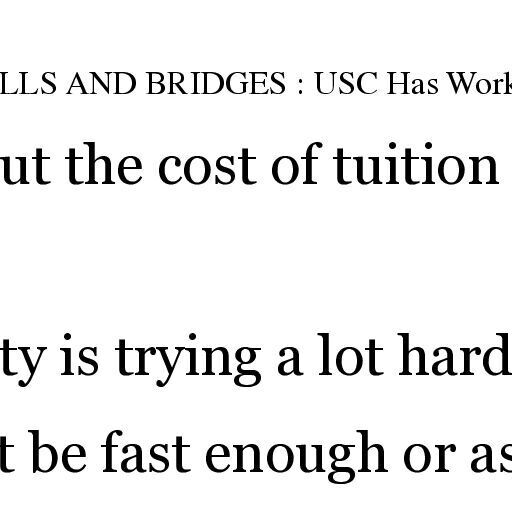 LLS AND BRIDGES : USC Has Work
ut the cost of tuition
ty is trying a lot hard
t be fast enough or as